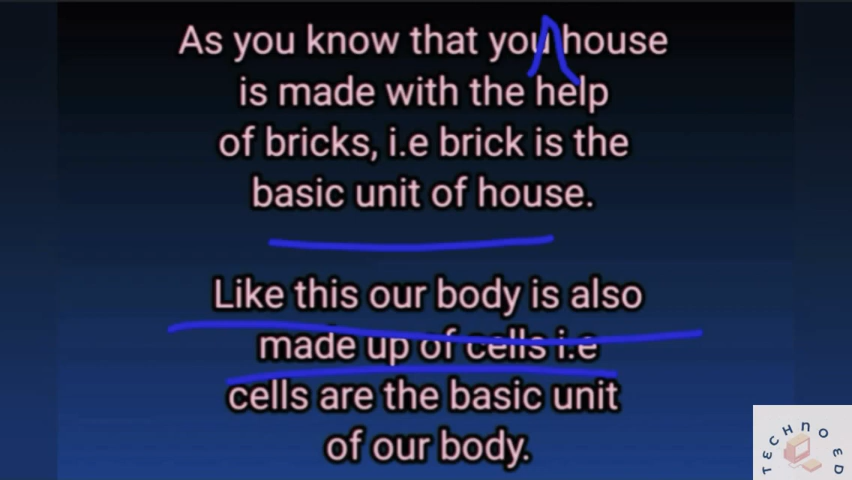 As you know that you house
is made with the help
of bricks, i.e brick is the
basic unit of house.
Like this our body is also
made up of cells i.e
cells are the basic unit
of our body.
TECHNO ED